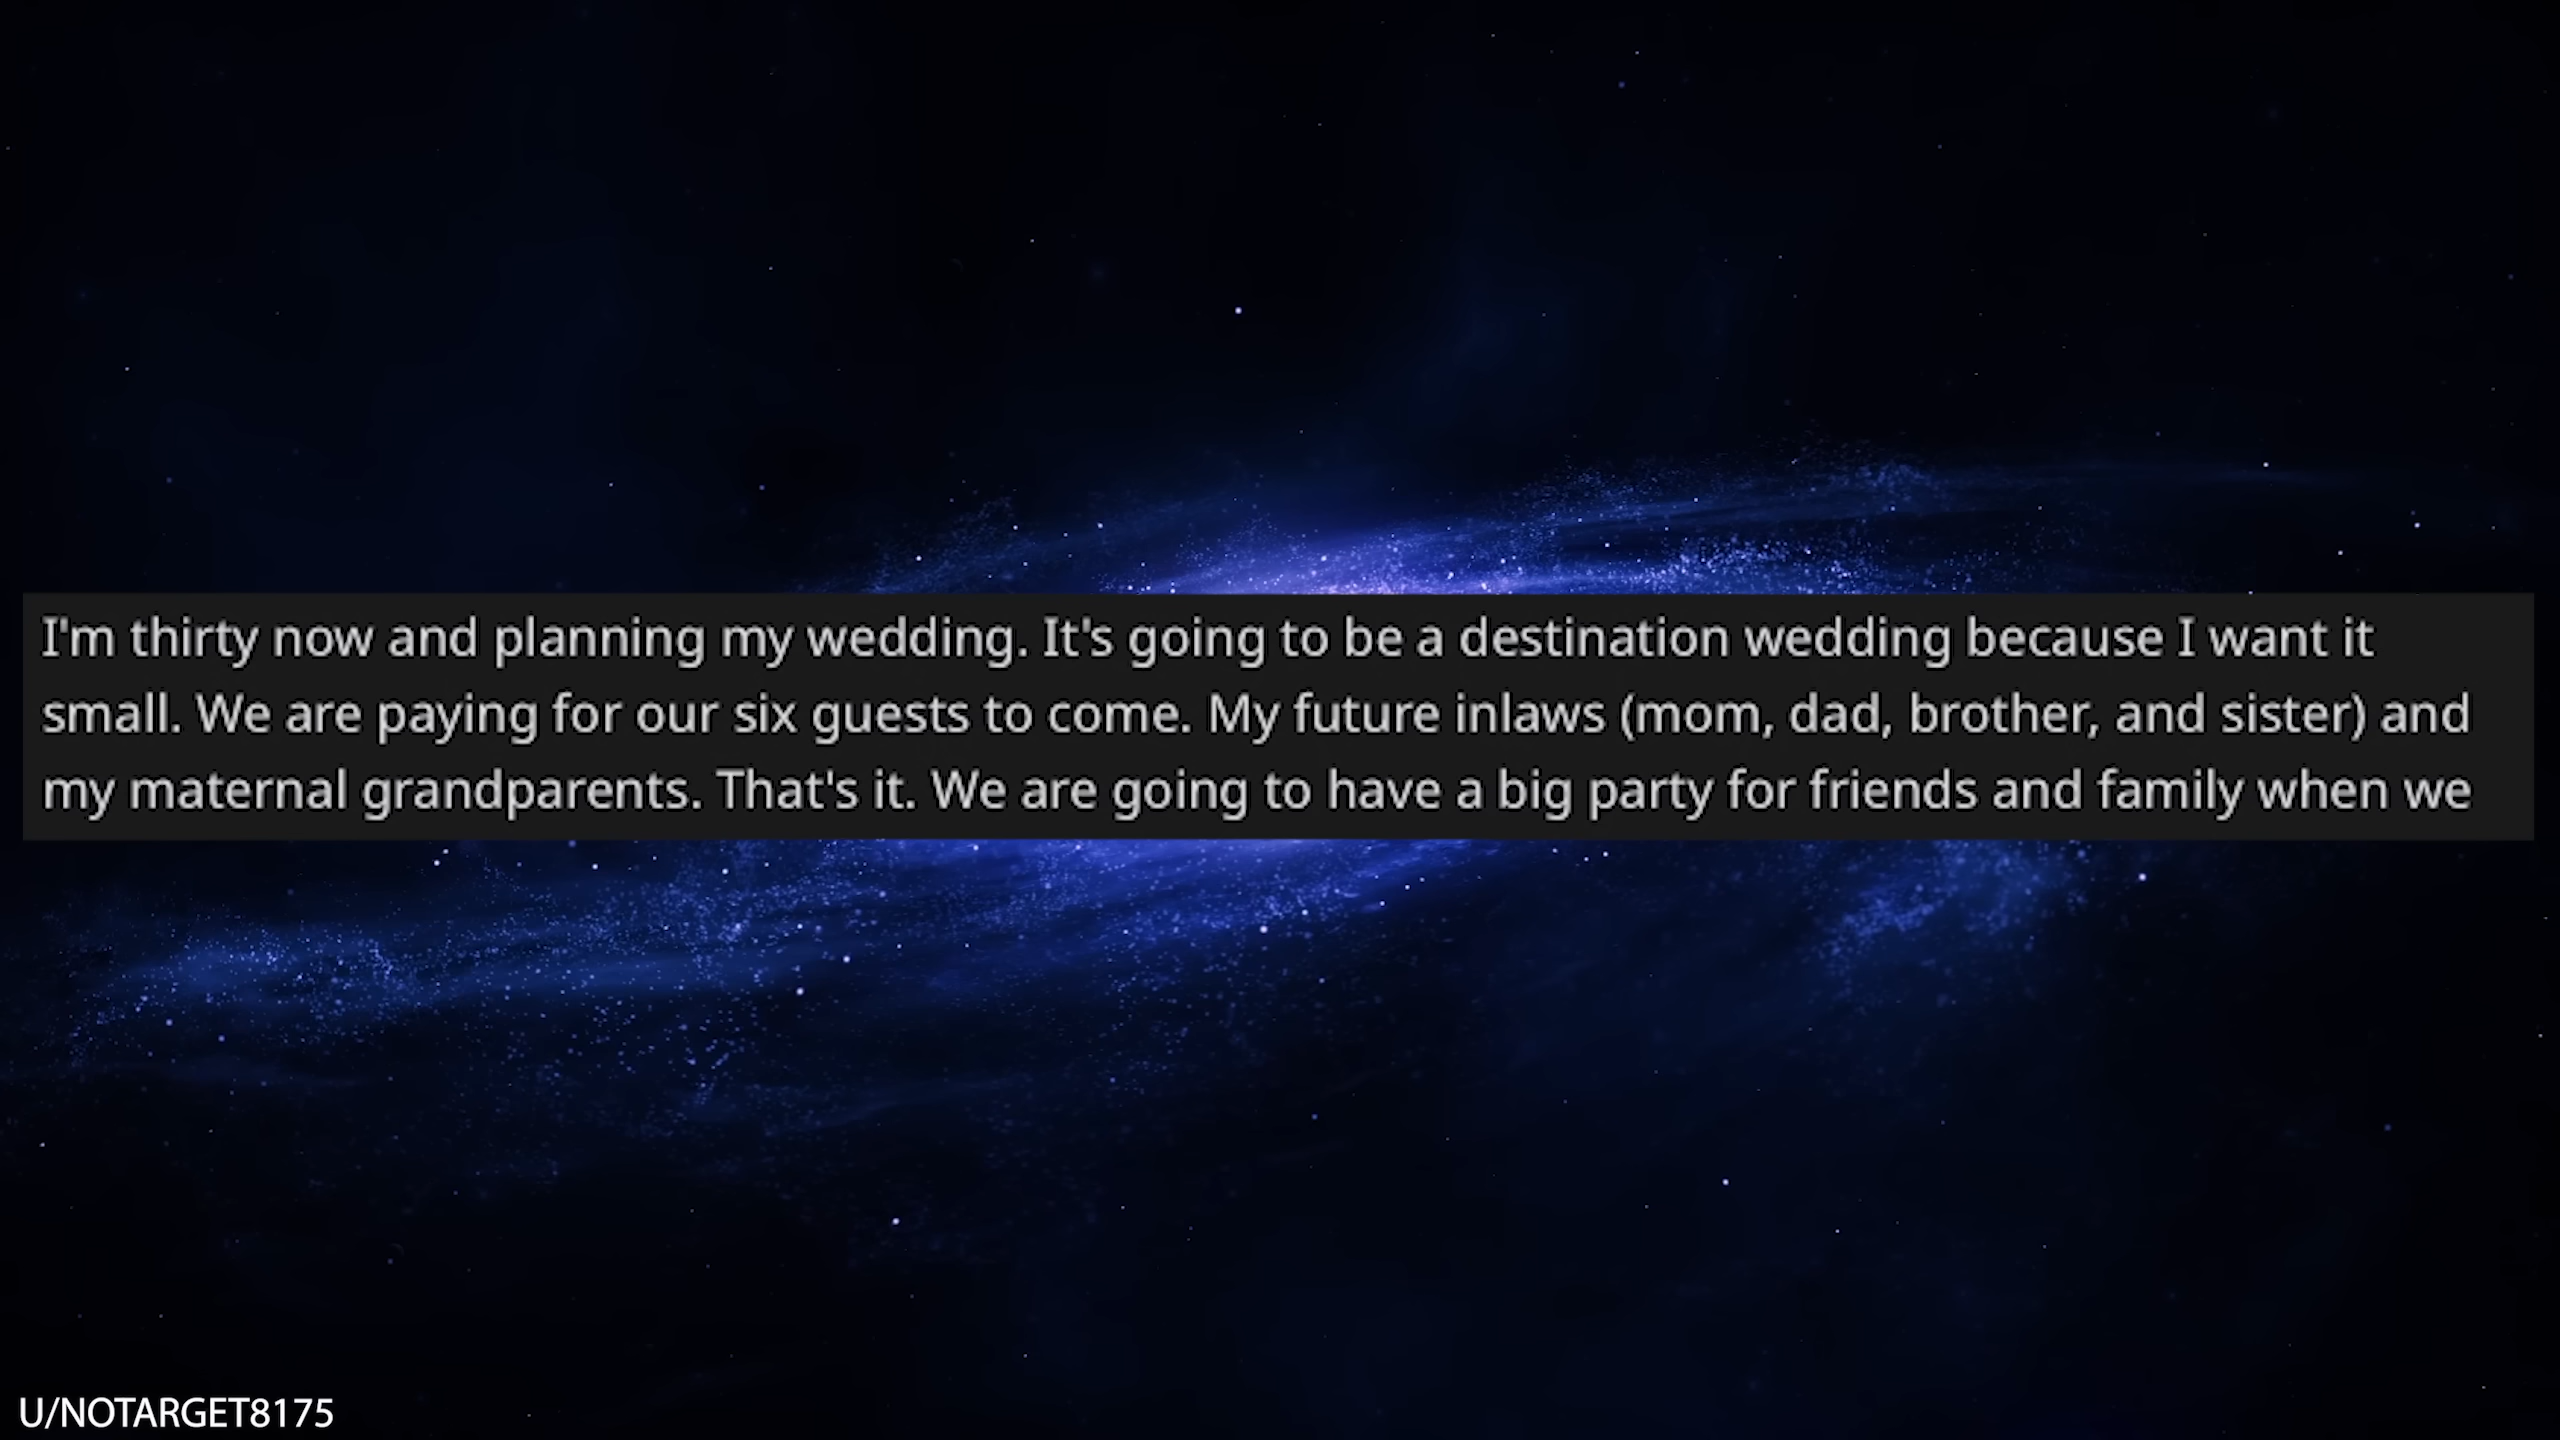 I'm thirty now and planning my wedding. It's going to be a destination wedding because I want it
small. We are paying for our six guests to come. My future inlaws (mom, dad, brother, and sister) and
my maternal grandparents. That's it. We are going to have a big party for friends and family when we
U/NOTARGET8175